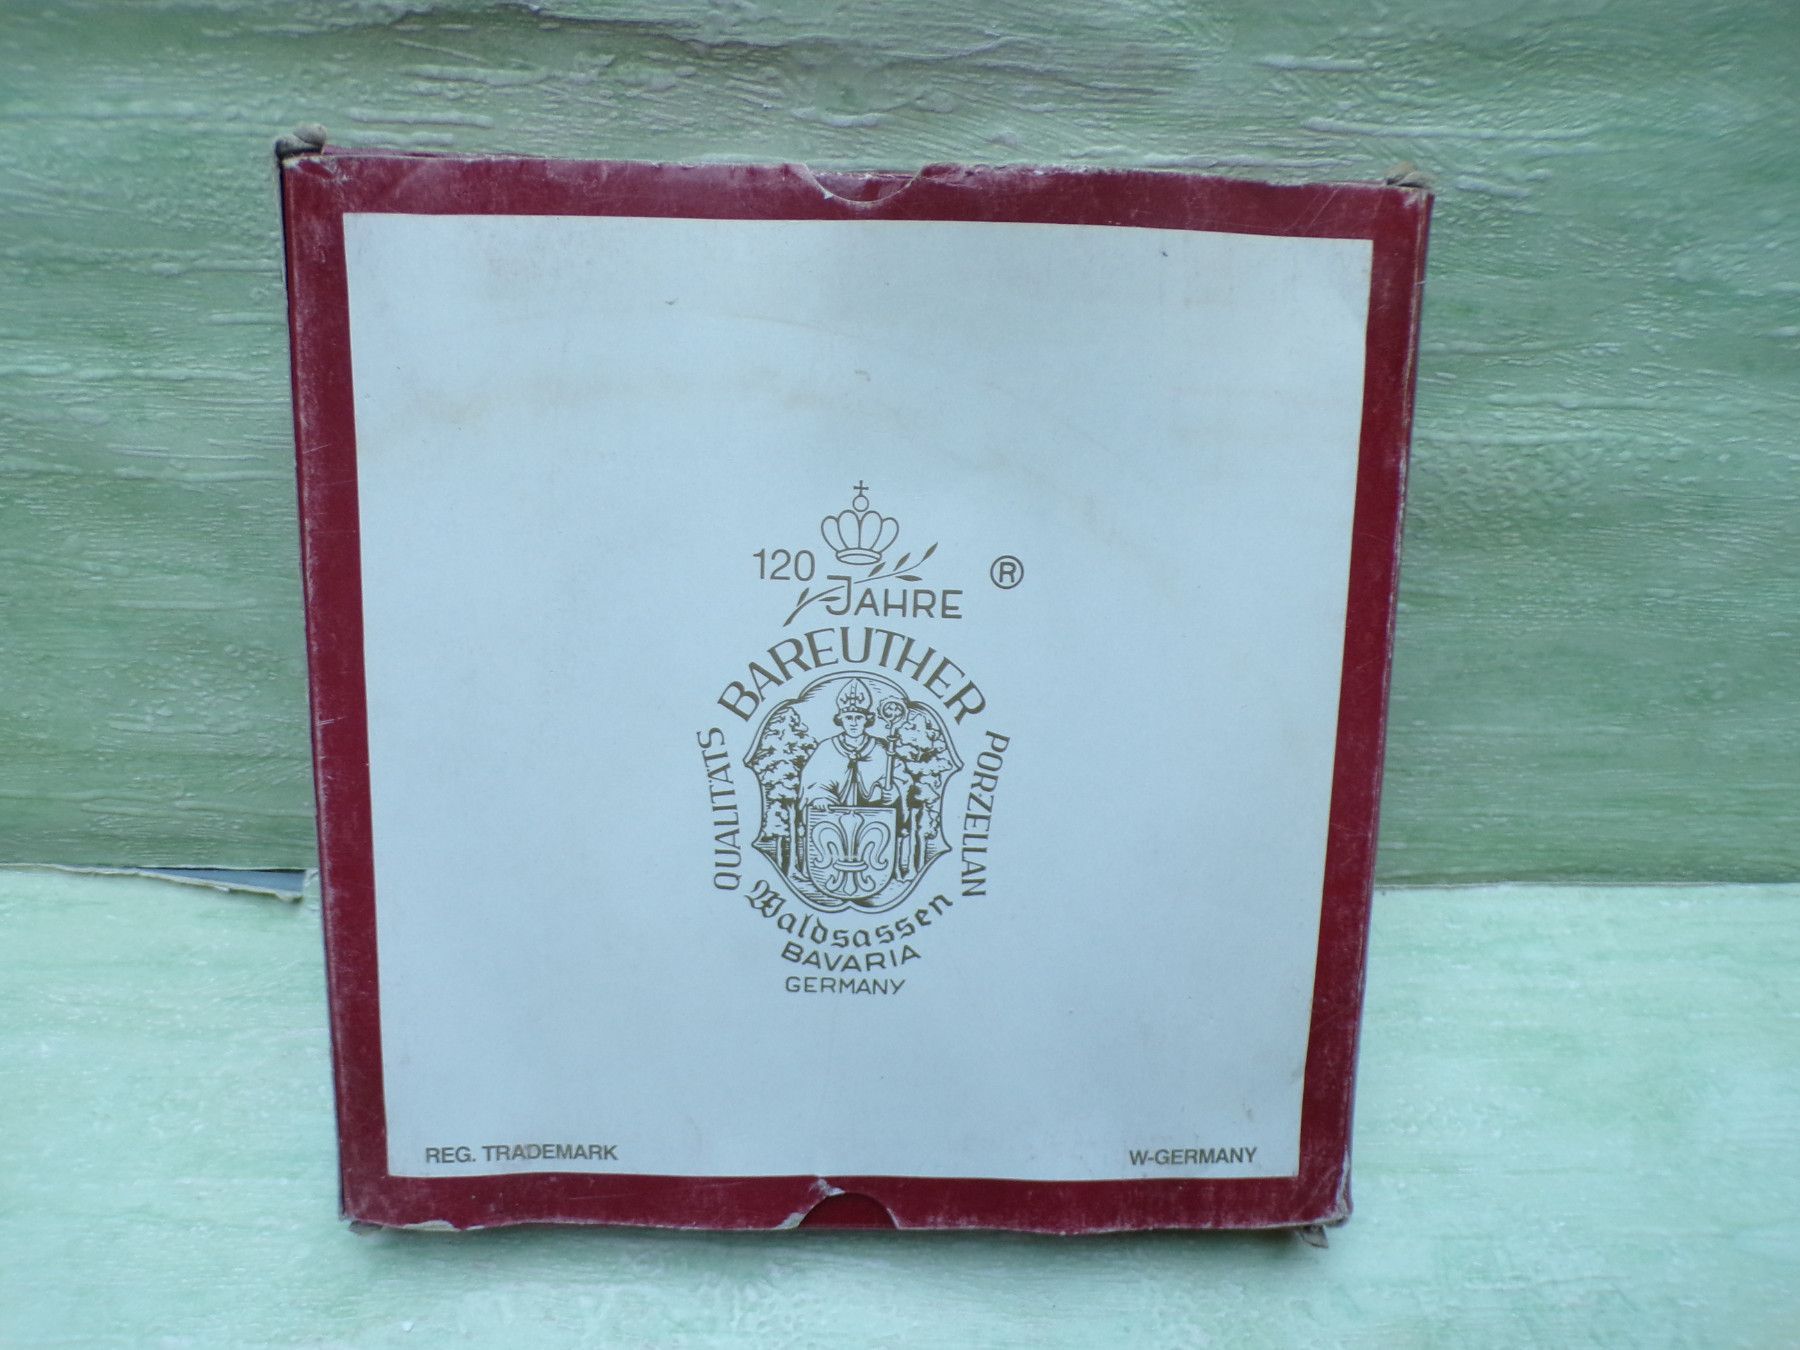 120
JAHRE ®
BAREUTHER
QUALITÄTS
PORZELLAN
Waldsassen
BAVARIA
GERMANY
REG. TRADEMARK
W-GERMANY